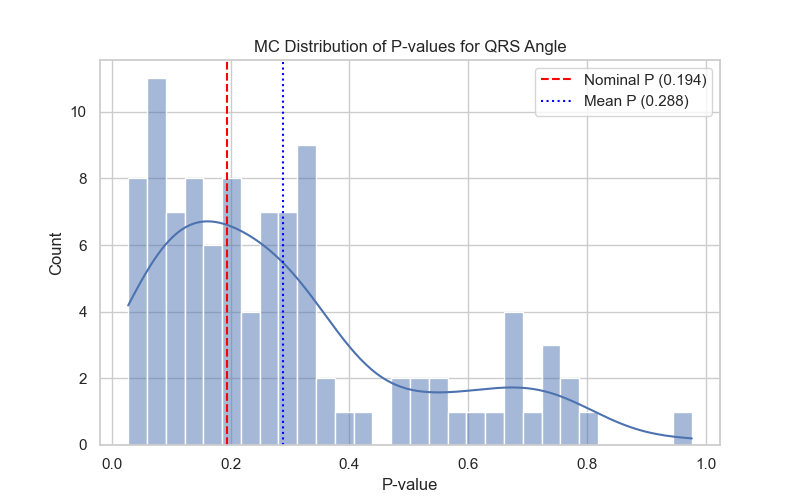 MC Distribution of P-values for QRS Angle
Nominal P (0.194)
Mean P (0.288)
Count
10
8
6
4
2
0
0.0 0.2 0.4 0.6 0.8 1.0
P-value